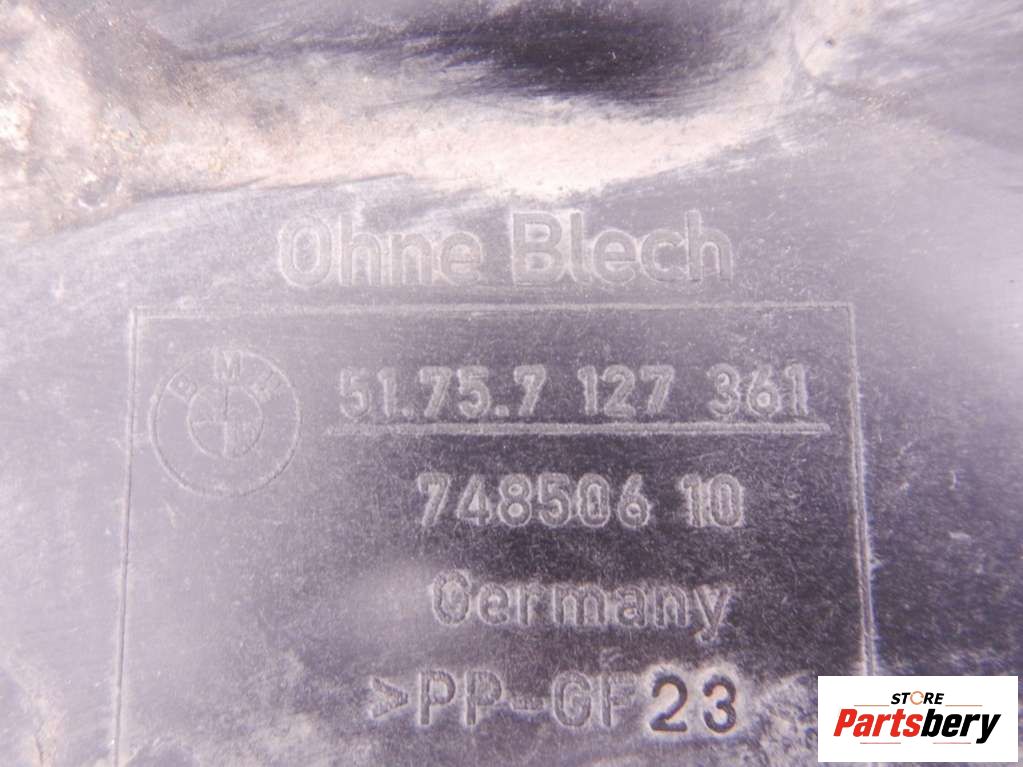 Ohne Blech
BMW
51.75.7 127 361
748506 10
Germany
>PP-GF23
STORE
Partsbery